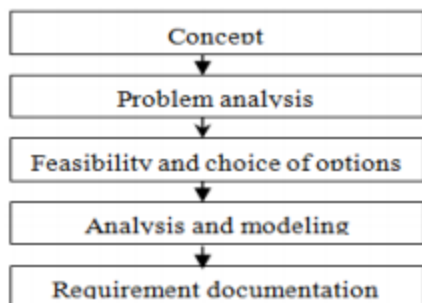 Concept
Problem analysis
Feasibility and choice of options
Analysis and modeling
Requirement documentation